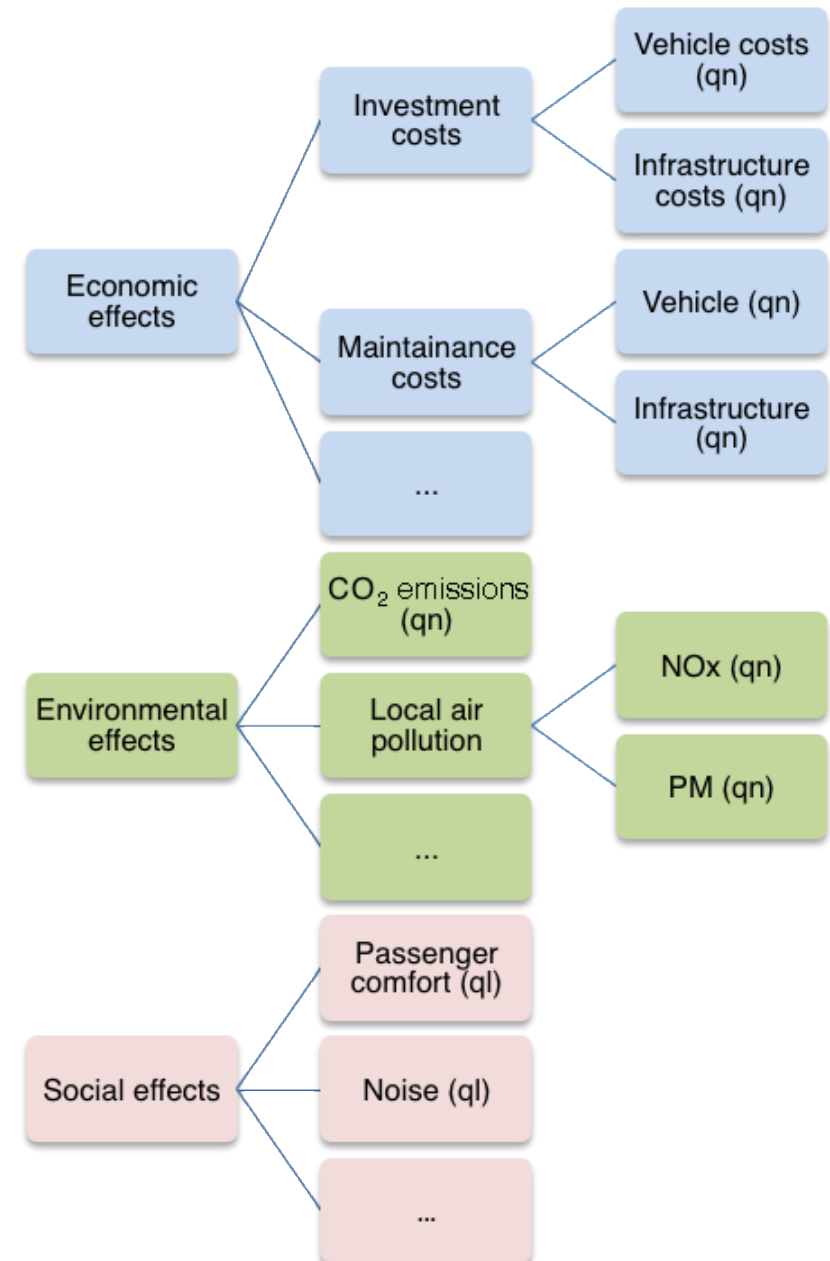 Vehicle costs
(qn)
Investment
costs
Infrastructure
costs (qn)
Economic
effects
Vehicle (qn)
Maintainance
costs
Infrastructure
(qn)
...
CO₂ emissions
(qn)
NOx (qn)
Environmental
effects
Local air
pollution
PM (qn)
...
Passenger
comfort (ql)
Social effects
Noise (ql)
...